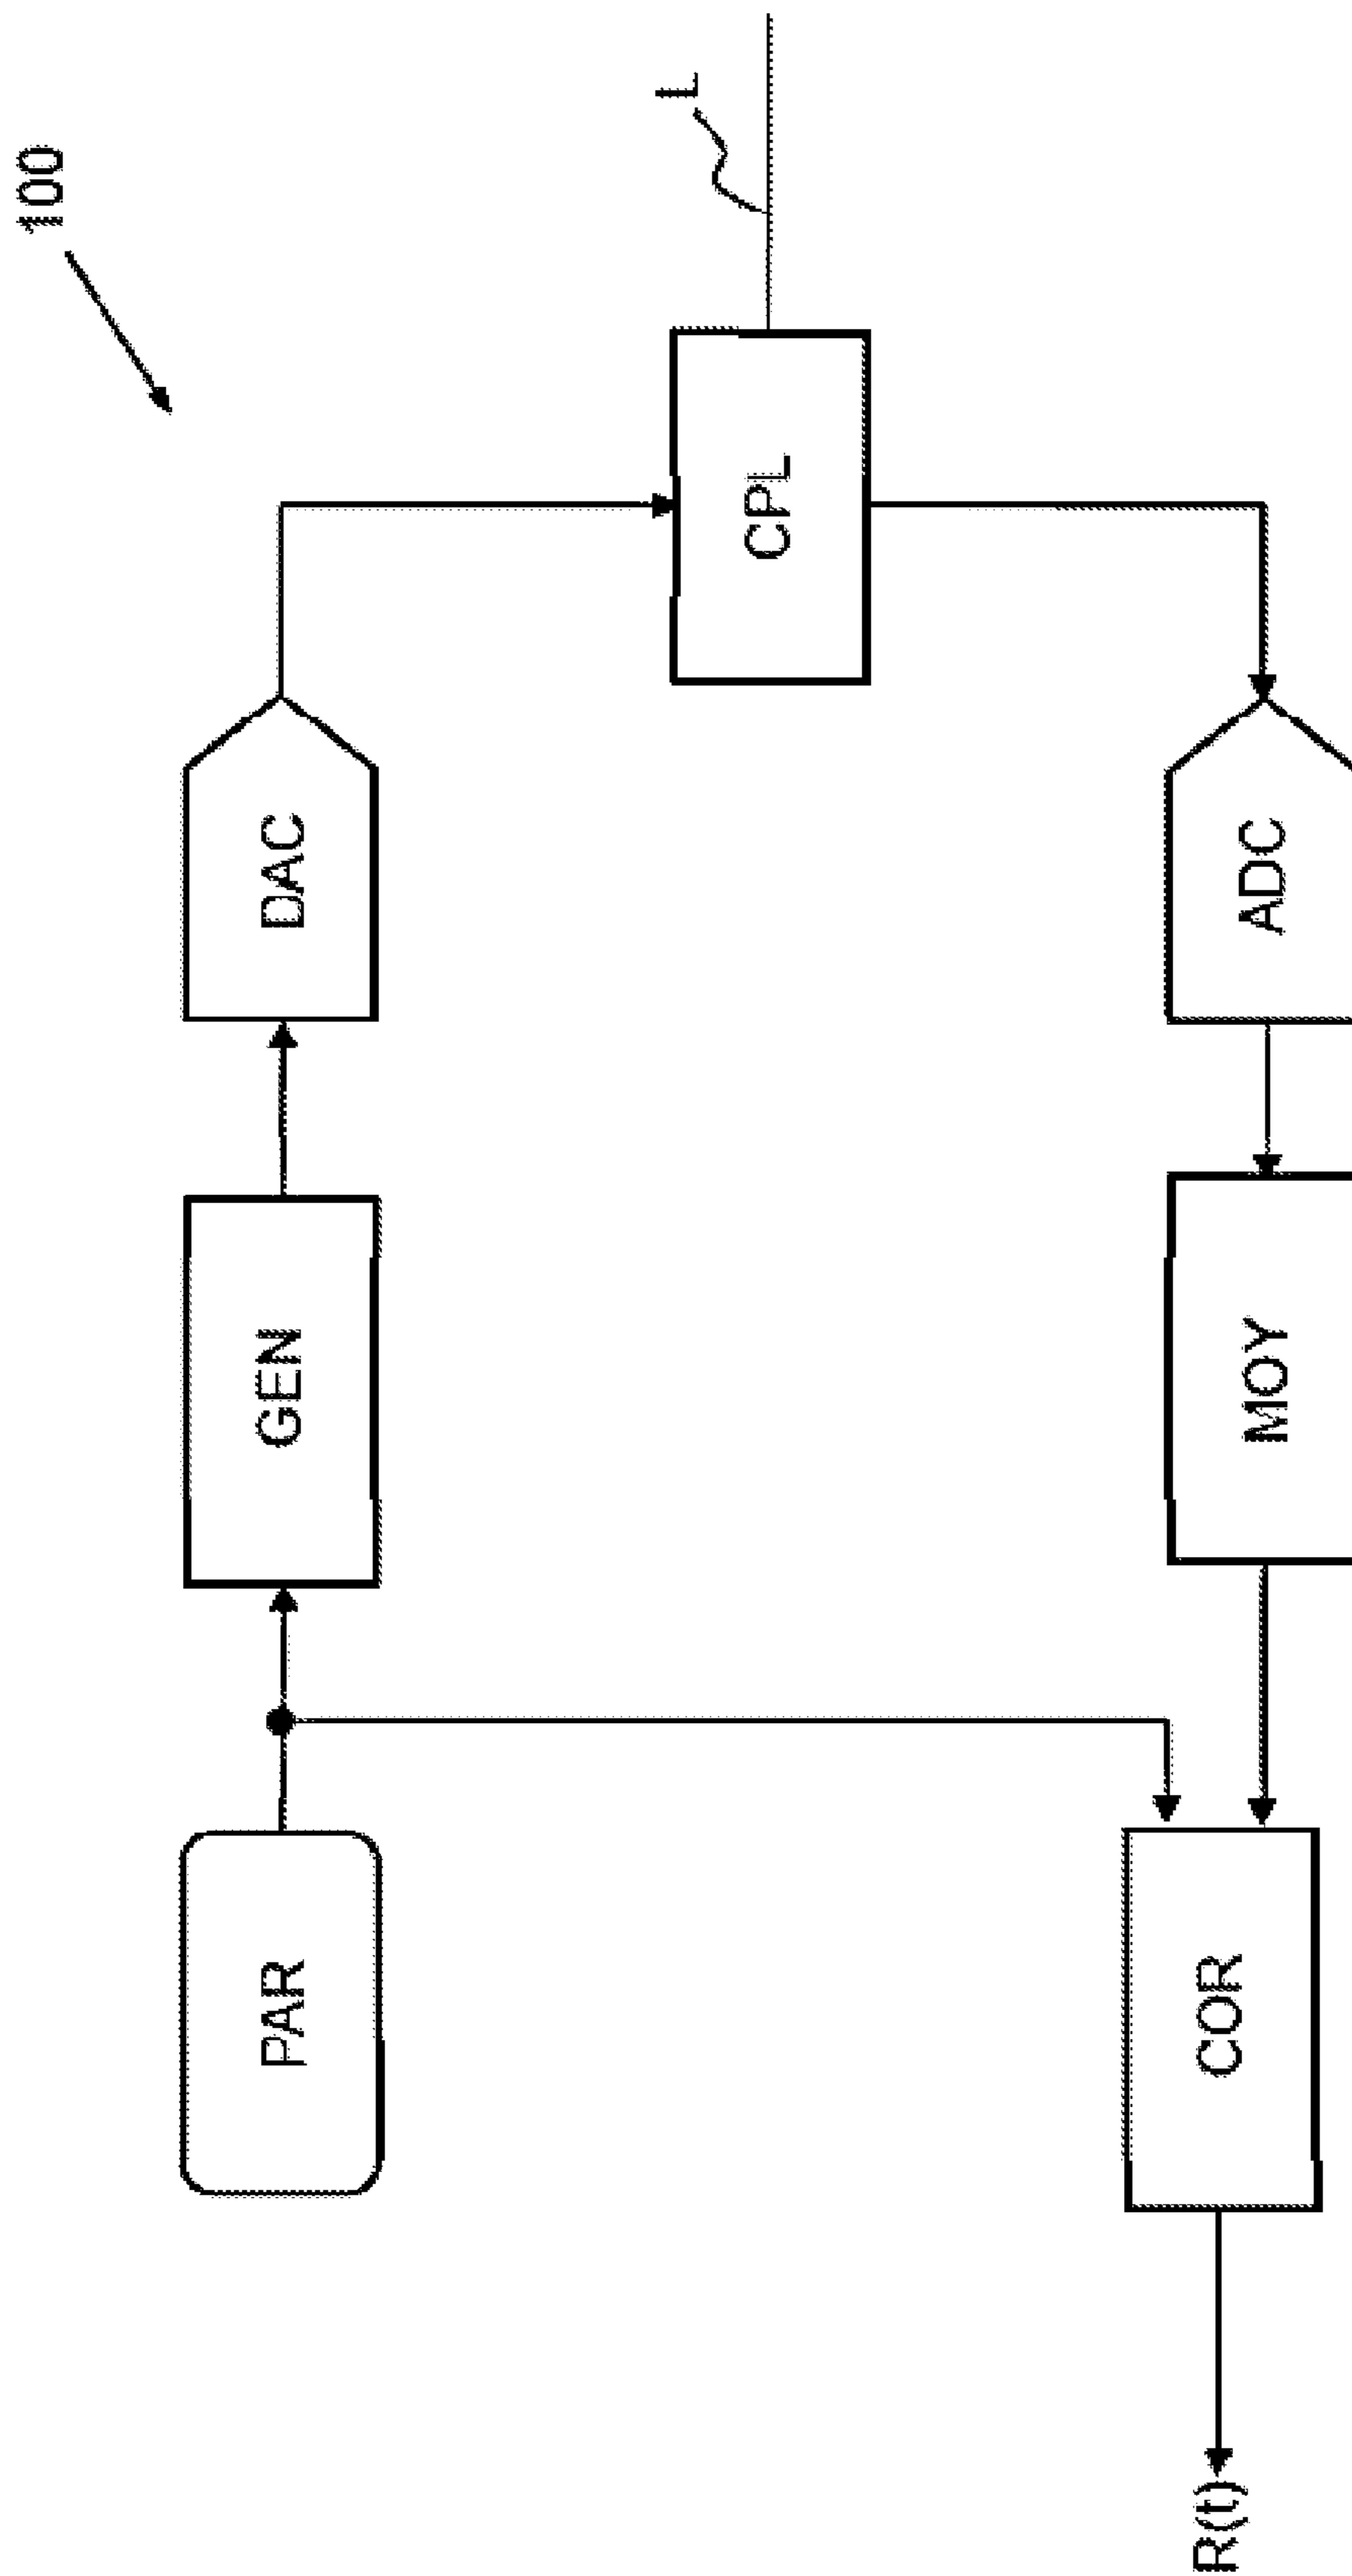 100
PAR
GEN
DAC
L
CPL
R(t)
COR
MOY
ADC